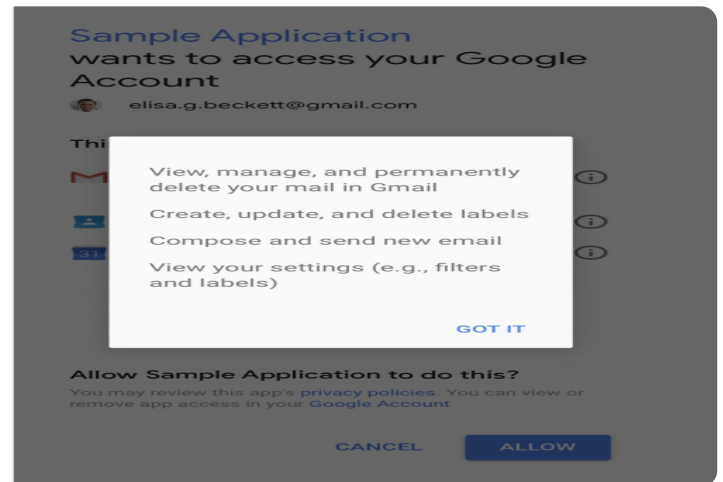 Sample Application
wants to access your Google
Account
elisa.g.beckett@gmail.com
Thi
View, manage, and permanently
delete your mail in Gmail
Create, update, and delete labels
31
Compose and send new email
View your settings (e.g., filters
and labels)
GOT IT
Allow Sample Application to do this?
You may review this app's privacy policies. You can view or
remove app access in your Google Account
CANCEL ALLOW